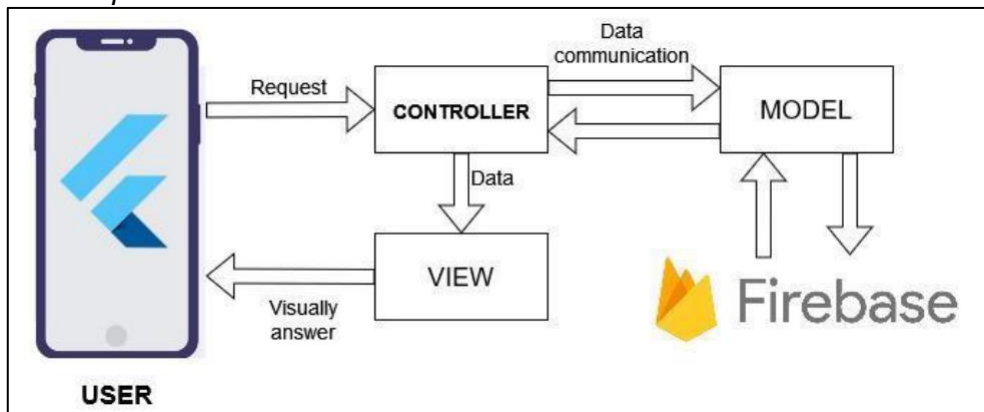 Data
communication
Request
CONTROLLER
MODEL
Data
VIEW
Visually
answer
Firebase
USER